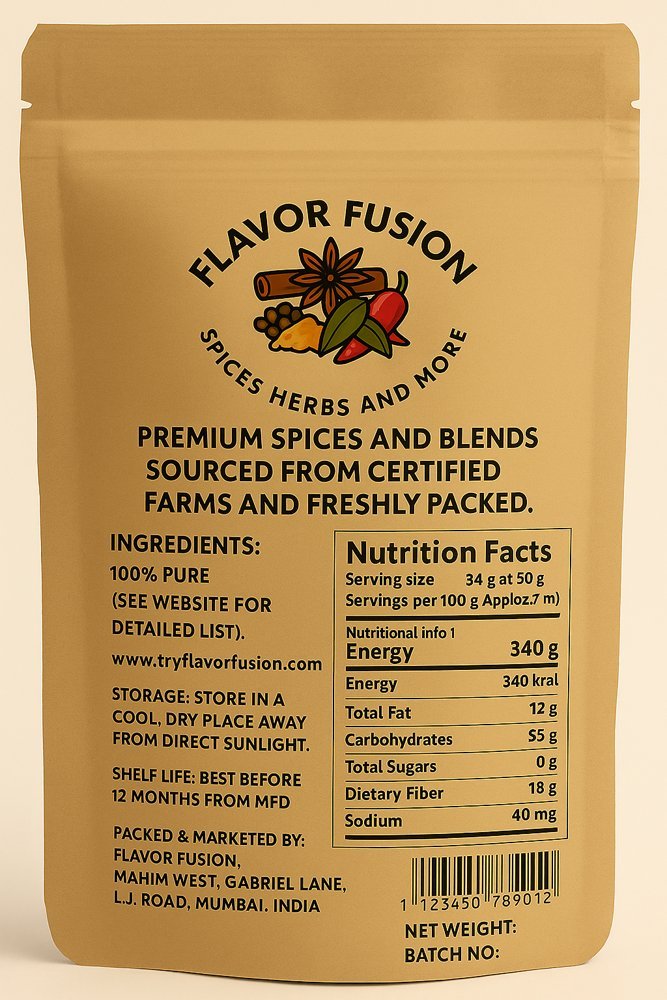 FLAVOR FUSION
SPICES HERBS AND MORE
PREMIUM SPICES AND BLENDS
SOURCED FROM CERTIFIED
FARMS AND FRESHLY PACKED.
INGREDIENTS:
100% PURE
(SEE WEBSITE FOR
DETAILED LIST).
www.tryflavorfusion.com
STORAGE: STORE IN A
COOL, DRY PLACE AWAY
FROM DIRECT SUNLIGHT.
SHELF LIFE: BEST BEFORE
12 MONTHS FROM MFD
PACKED & MARKETED BY:
FLAVOR FUSION,
MAHIM WEST, GABRIEL LANE,
L.J. ROAD, MUMBAI. INDIA
Nutrition Facts
Serving size 34 g at 50 g
Servings per 100 g Apploz.7 m)
Nutritional info 1
Energy 340 g
Energy 340 kral
Total Fat 12 g
Carbohydrates S5 g
Total Sugars 0 g
Dietary Fiber 18 g
Sodium 40 mg
1 123450 789012
NET WEIGHT:
BATCH NO: